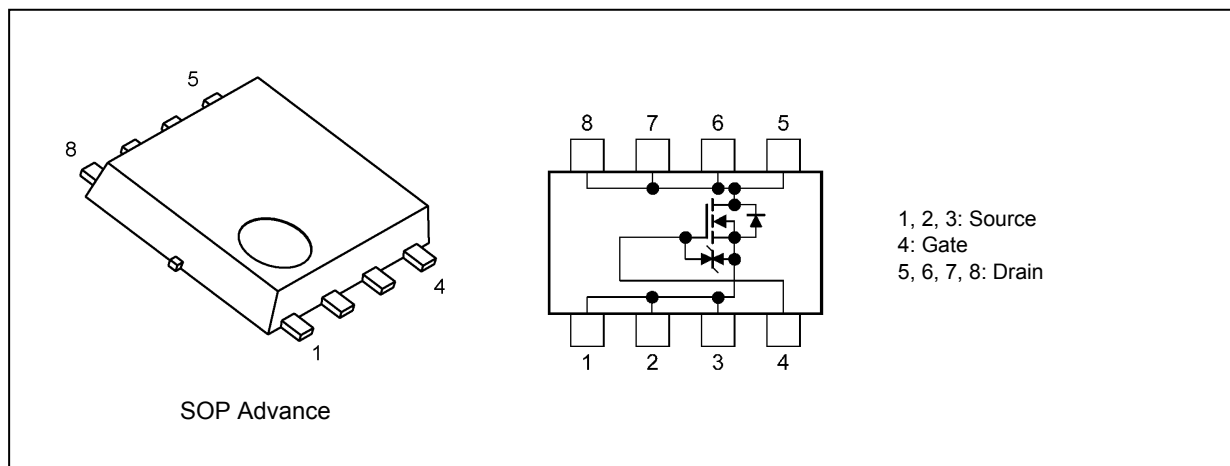 5
8
4
1
SOP Advance
8 7 6 5
1 2 3 4
1, 2, 3: Source
4: Gate
5, 6, 7, 8: Drain